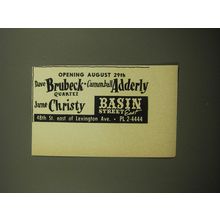 OPENING AUGUST 29th
Dave Brubeck · Cannonball Adderly
QUARTET
June Christy
BASIN
STREET East
48th St. east of Lexington Ave. • PL 2-4444